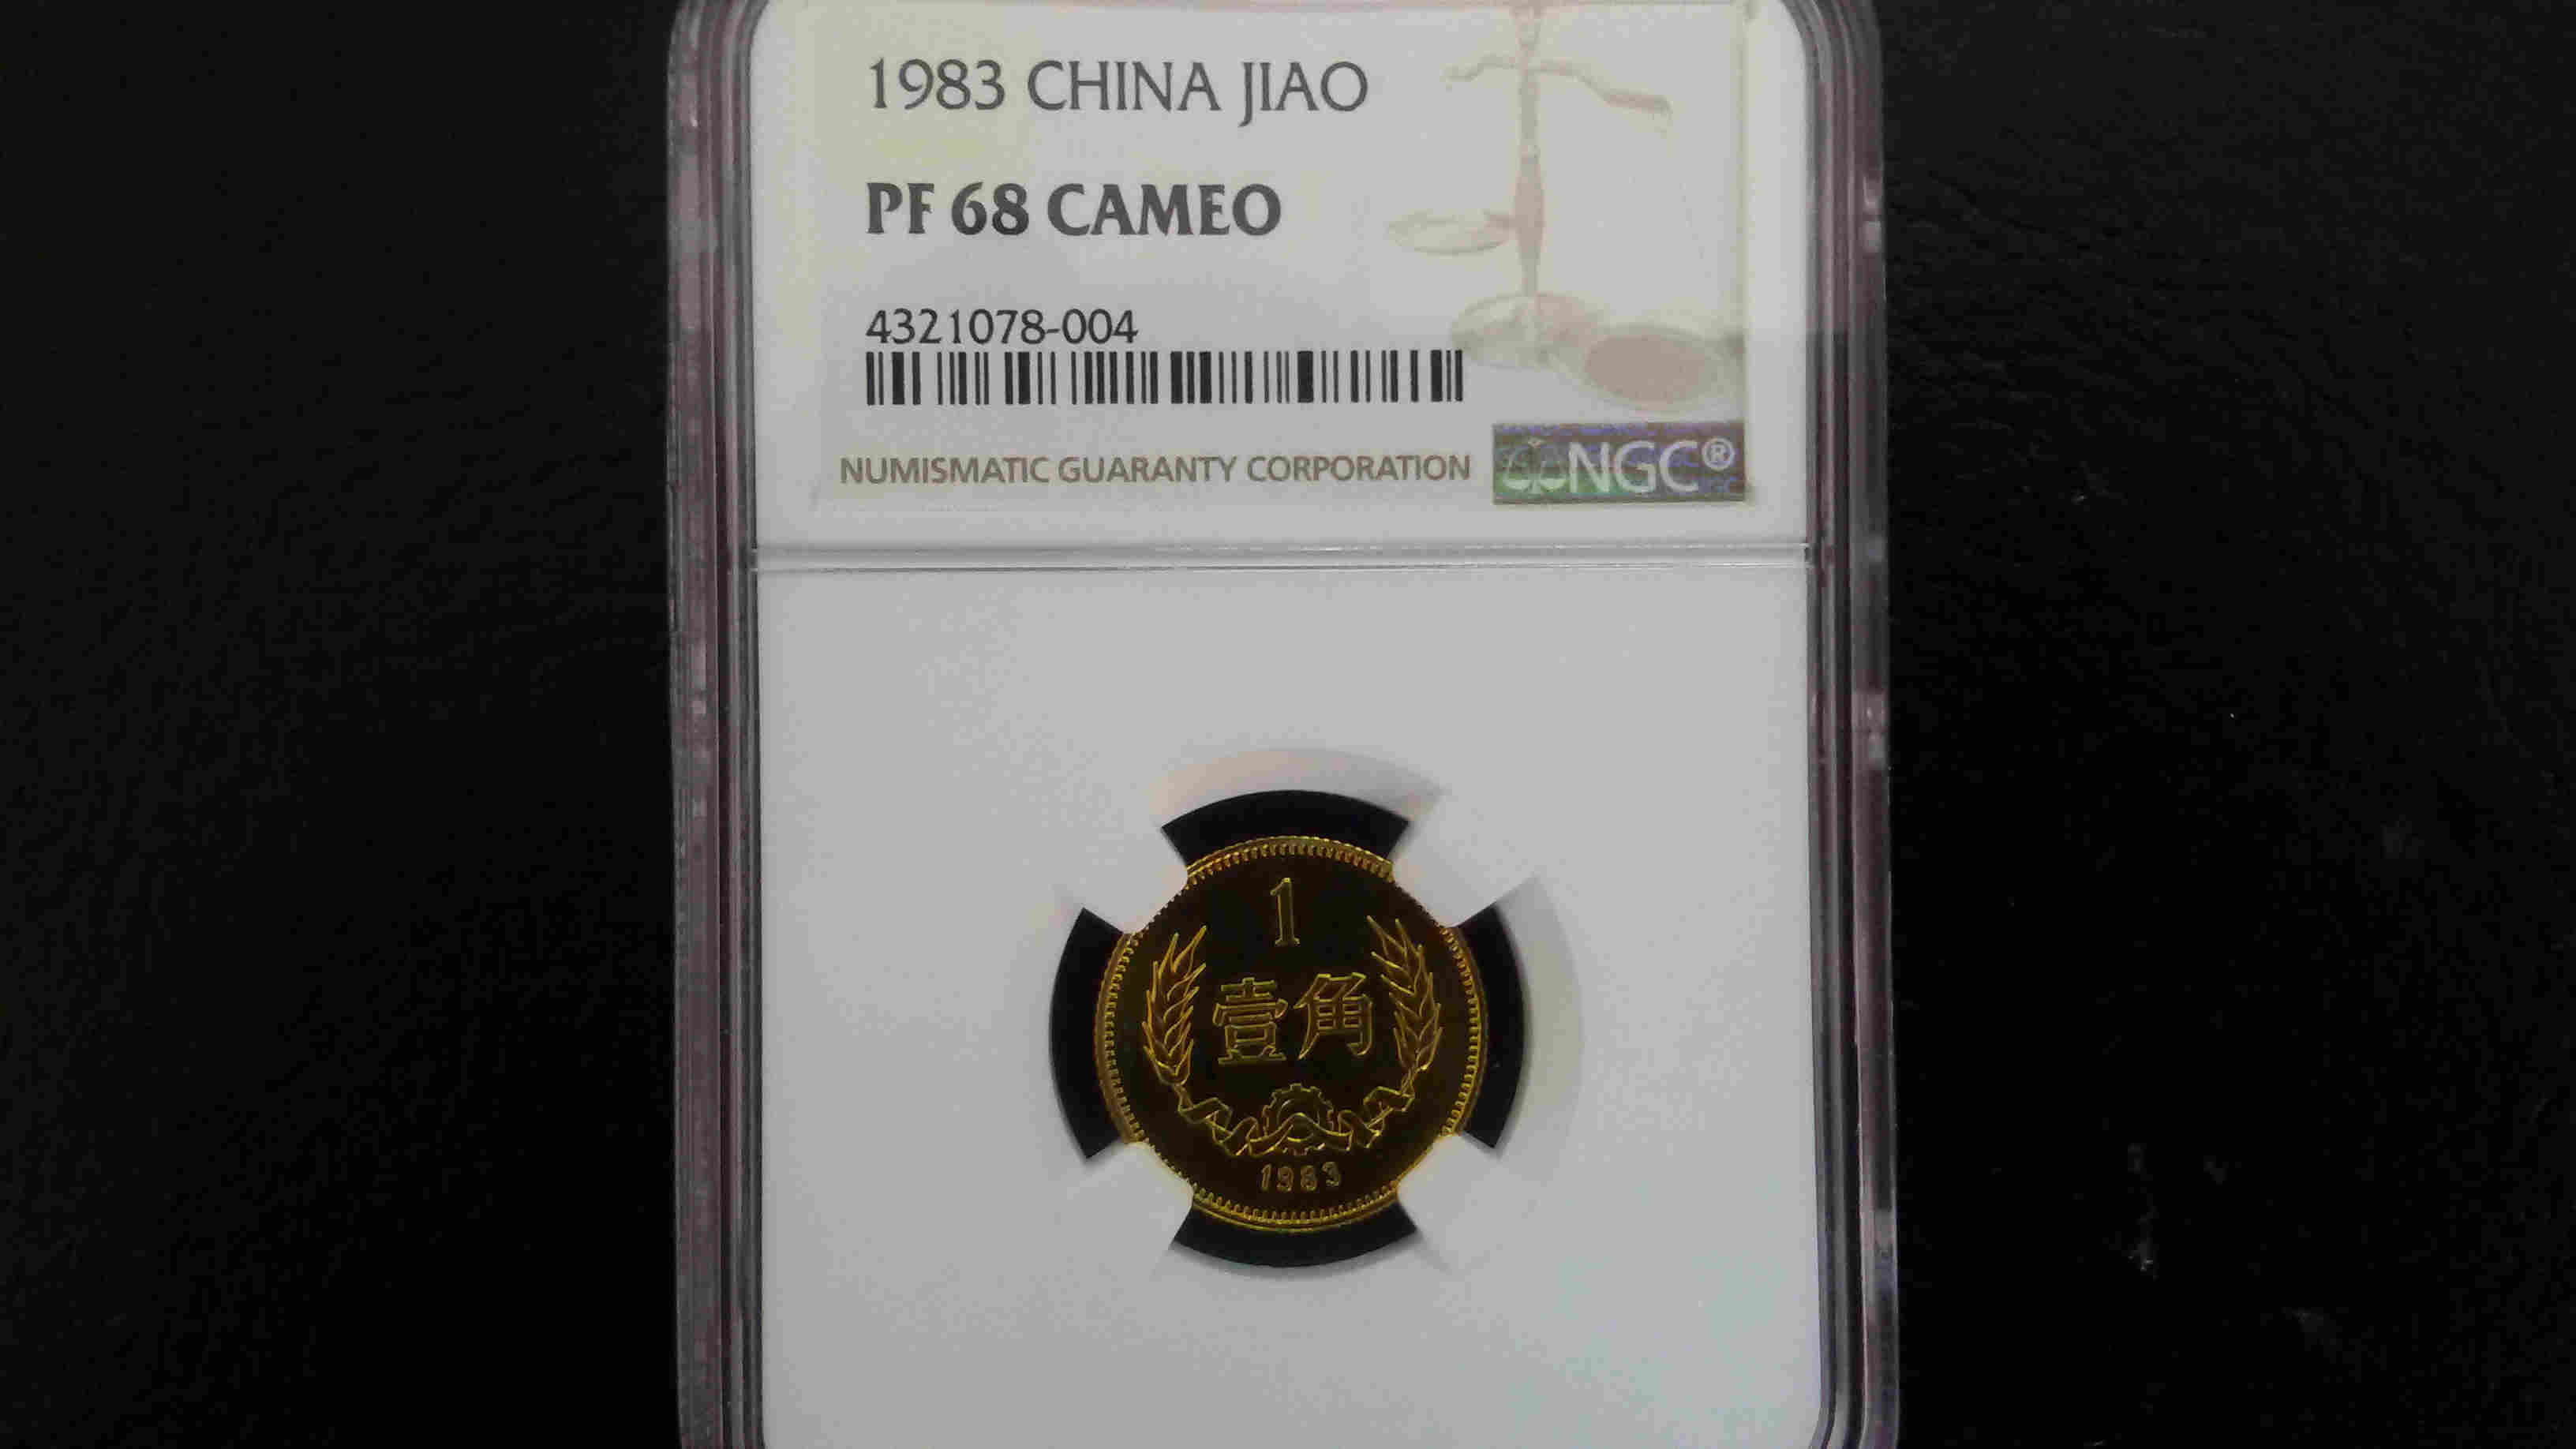 1983 CHINA JIAO
PF 68 CAMEO
4321078-004
NUMISMATIC GUARANTY CORPORATION NGC®
1
壹角
1983